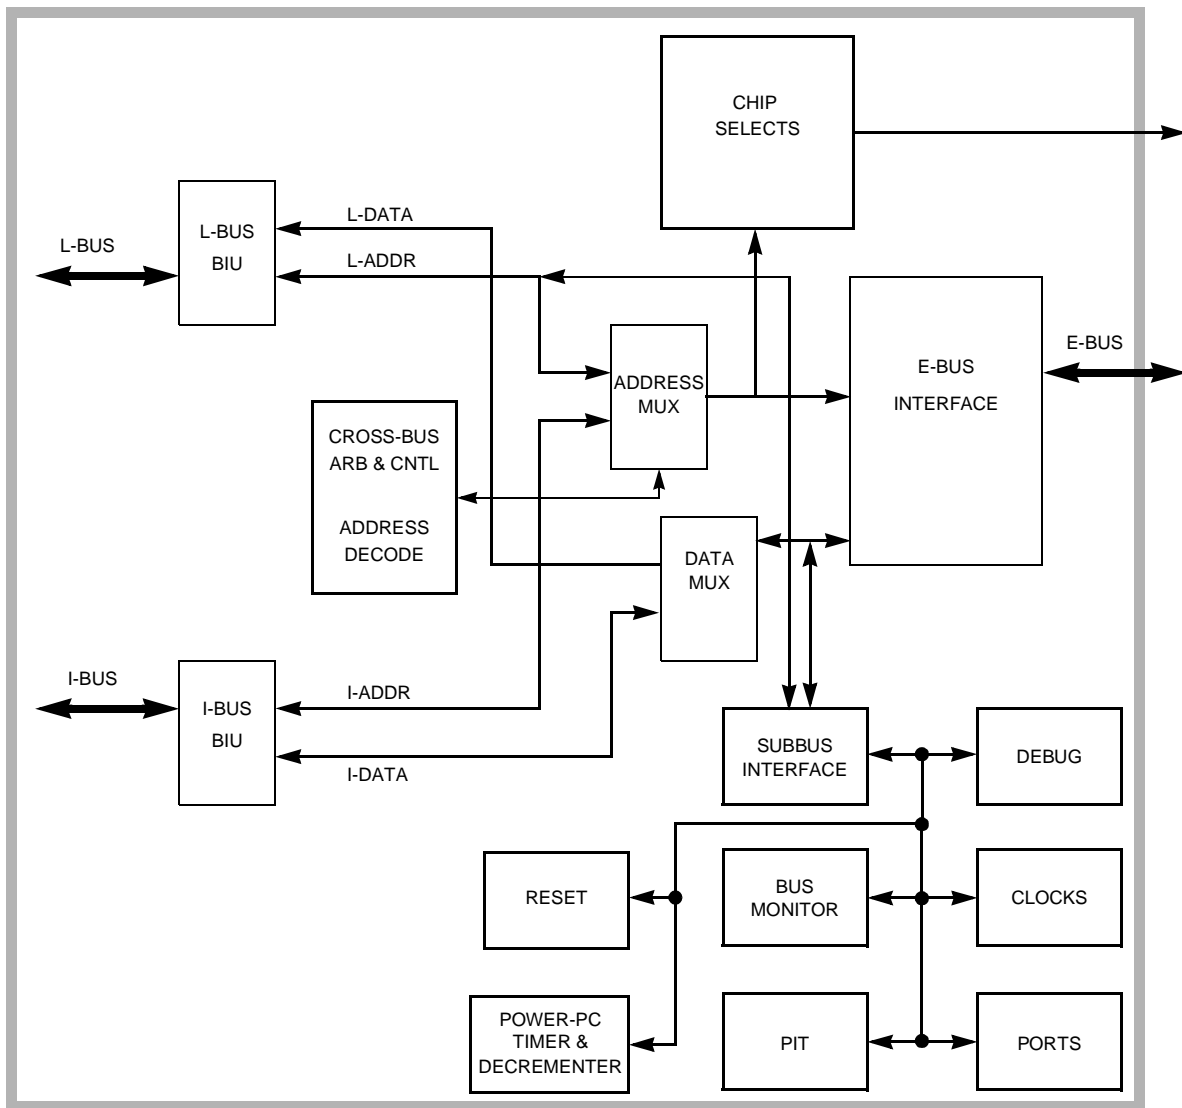 CHIP
SELECTS
L-DATA
L-BUS
L-BUS
BIU
L-ADDR
E-BUS
E-BUS
INTERFACE
ADDRESS
MUX
CROSS-BUS
ARB & CNTL
ADDRESS
DECODE
DATA
MUX
I-BUS
I-BUS
BIU
I-ADDR
I-DATA
SUBBUS
INTERFACE
DEBUG
RESET
BUS
MONITOR
CLOCKS
POWER-PC
TIMER &
DECREMENTER
PIT
PORTS